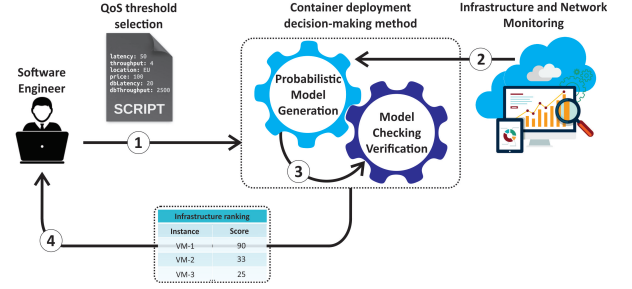 QoS threshold
selection
Container deployment
decision-making method
Infrastructure and Network
Monitoring
Software
Engineer
latency: 50
throughput: 4
location: EU
price: 100
dbLatency: 20
dbThroughput: 2500
SCRIPT
Probabilistic
Model
Generation
Model
Checking
Verification
1
2
3
4
Infrastructure ranking
Instance Score
VM-1 90
VM-2 33
VM-3 25
...